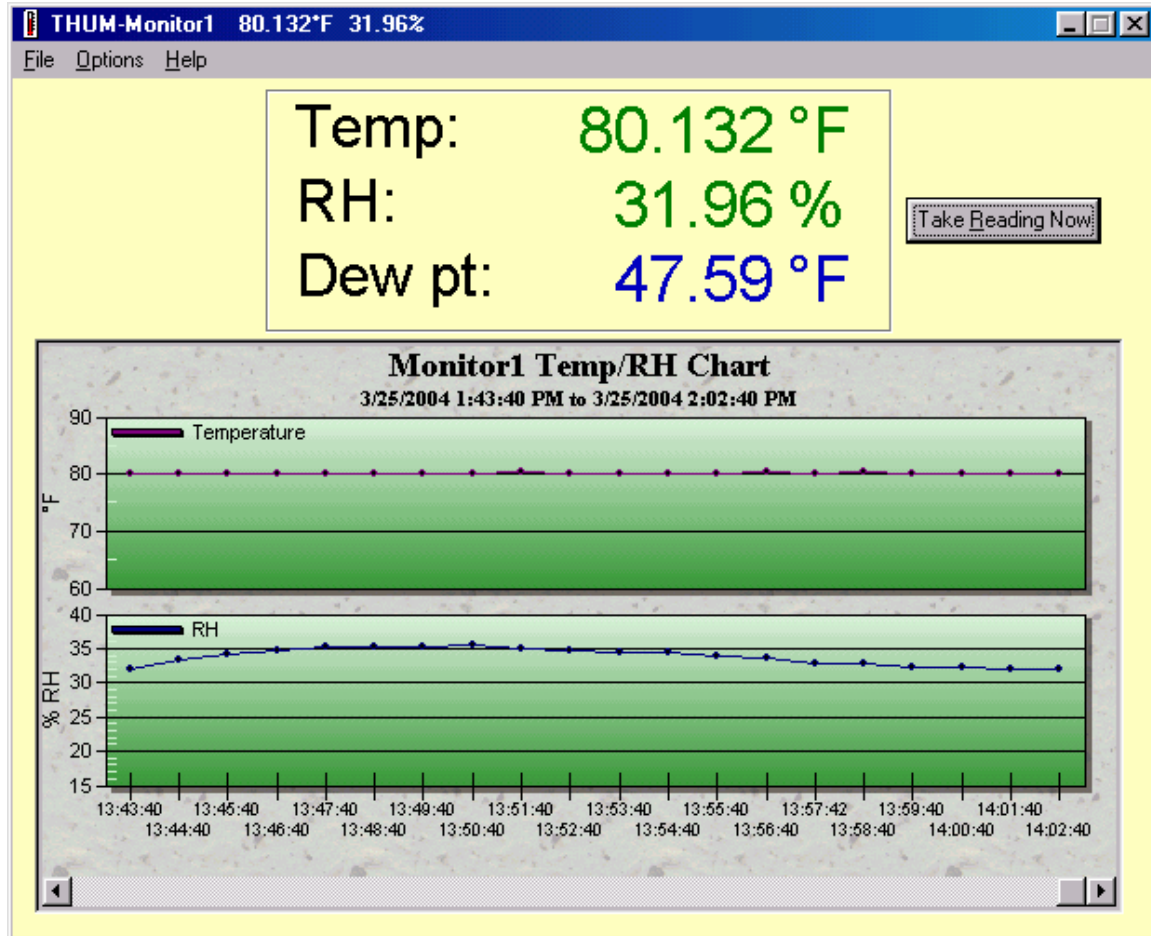 THUM-Monitor1 80.132°F 31.96%
File Options Help
Temp: 80.132 °F
RH: 31.96 %
Dew pt: 47.59 °F
Take Reading Now
Monitor1 Temp/RH Chart
3/25/2004 1:43:40 PM to 3/25/2004 2:02:40 PM
Temperature
°F
90
80
70
60
RH
% RH
40
35
30
25
20
15
13:43:40 13:45:40 13:47:40 13:49:40 13:51:40 13:53:40 13:55:40 13:57:42 13:59:40 14:01:40
13:44:40 13:46:40 13:48:40 13:50:40 13:52:40 13:54:40 13:56:40 13:58:40 14:00:40 14:02:40